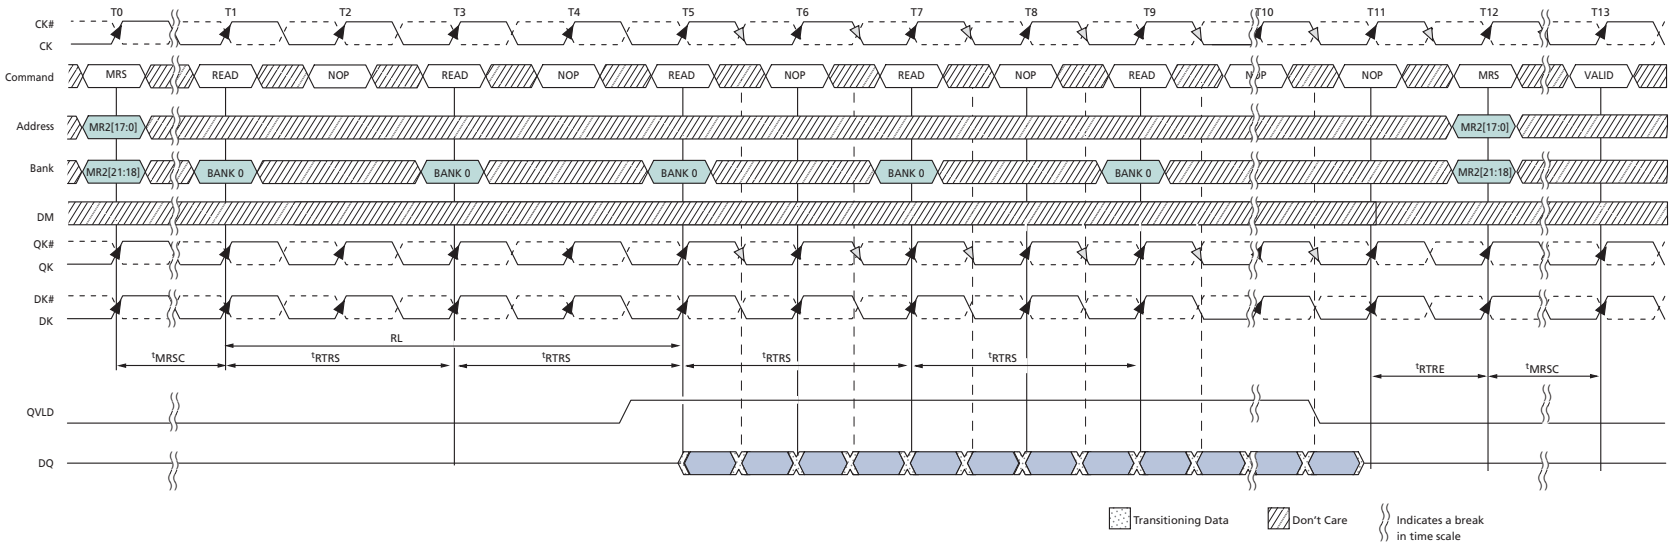 T0 T1 T2 T3 T4 T5 T6 T7 T8 T9 T10 T11 T12 T13
CK#
CK
Command MRS READ NOP READ NOP READ NOP READ NOP READ NOP NOP MRS VALID
Address MR2[17:0] MR2[17:0]
Bank MR2[21:18] BANK 0 BANK 0 BANK 0 BANK 0 BANK 0 MR2[21:18]
DM
QK#
QK
DK#
DK
RL
tMRSC tRTRS tRTRS tRTRS tRTRS tRTRE tMRSC
QVLD
DQ
Transitioning Data Don't Care Indicates a break
in time scale